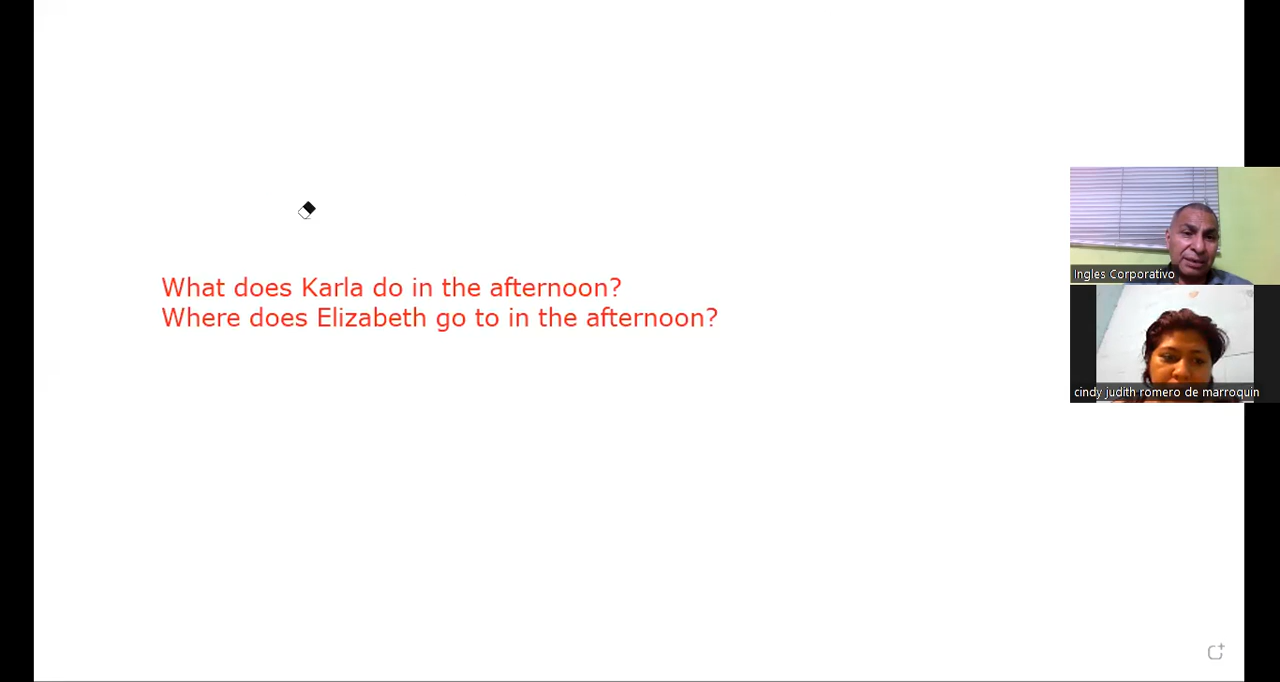 What does Karla do in the afternoon?
Where does Elizabeth go to in the afternoon?
Ingles Corporativo
cindy judith romero de marroquin